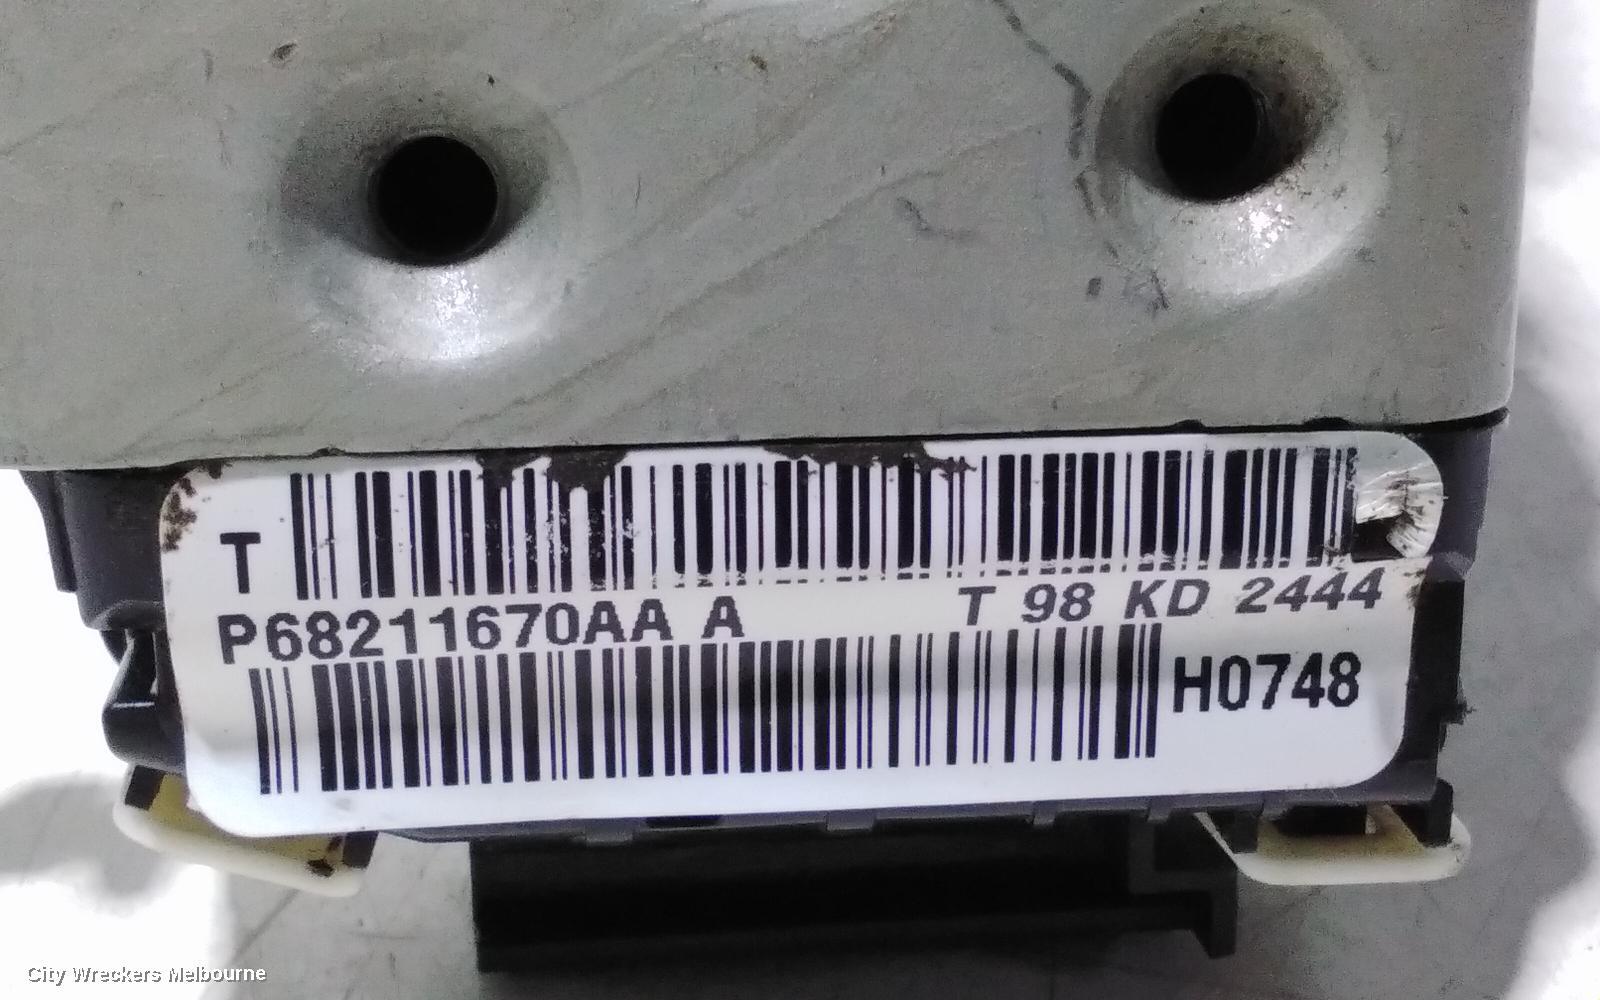 T
P68211670AA A T 98 KD 2444
H0748
City Wreckers Melbourne